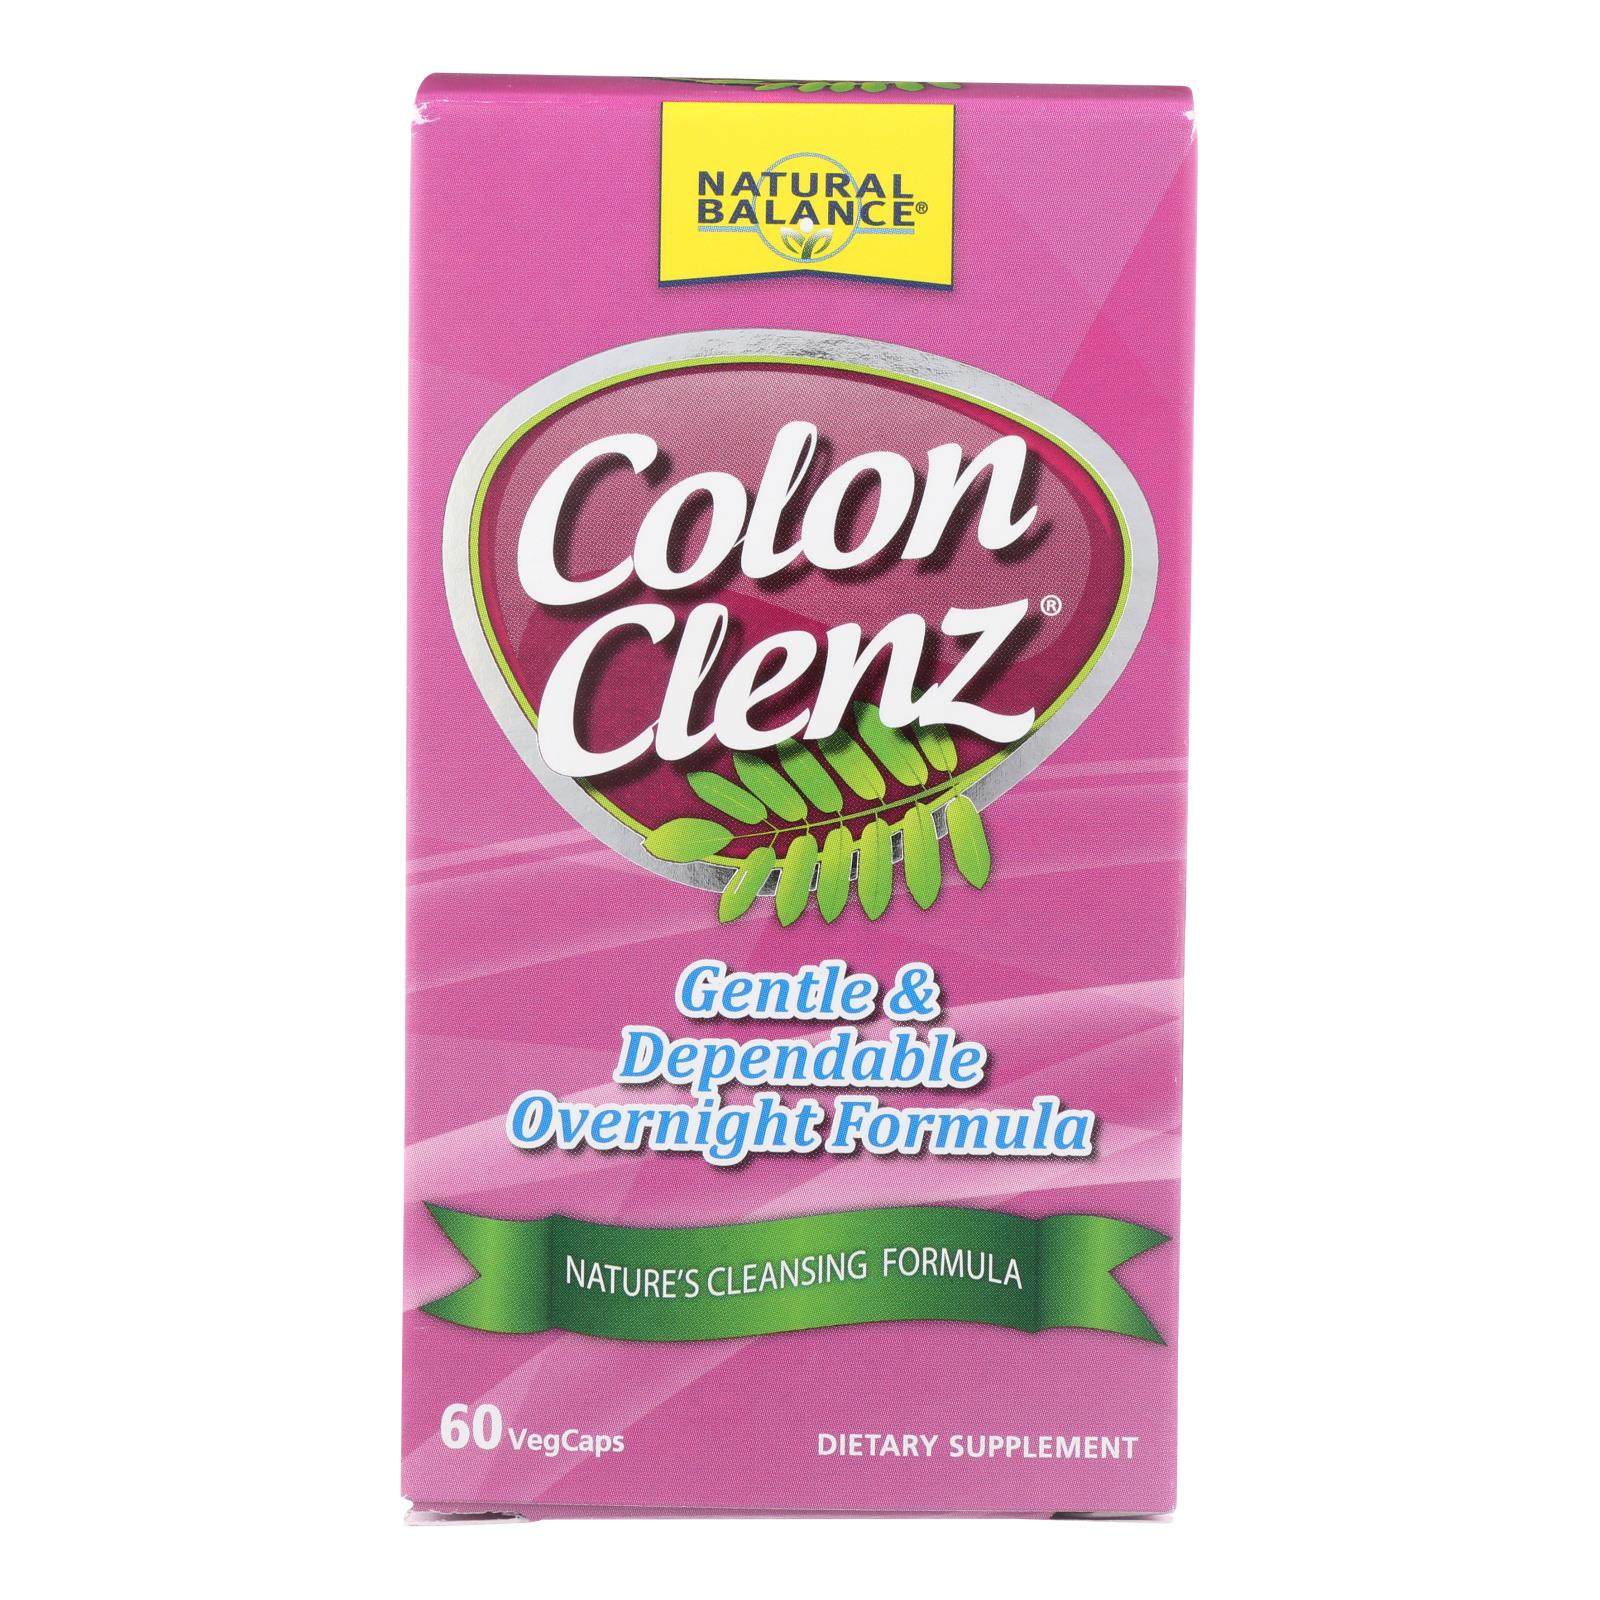 NATURAL
BALANCE®
Colon
Clenz®
Gentle &
Dependable
Overnight Formula
NATURE'S CLEANSING FORMULA
60 VegCaps
DIETARY SUPPLEMENT